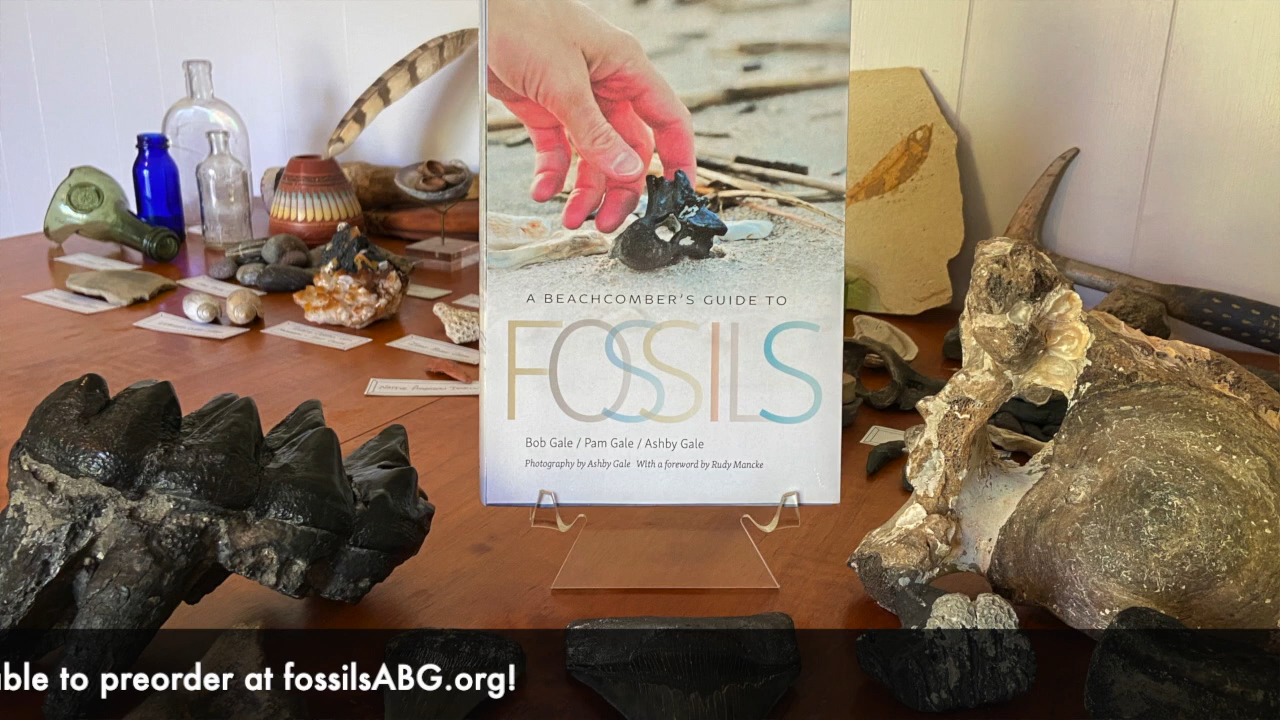 A BEACHCOMBER'S GUIDE TO
FOSSILS
Bob Gale / Pam Gale / Ashby Gale
Photography by Ashby Gale With a foreword by Rudy Mancke
able to preorder at fossilsABG.org!